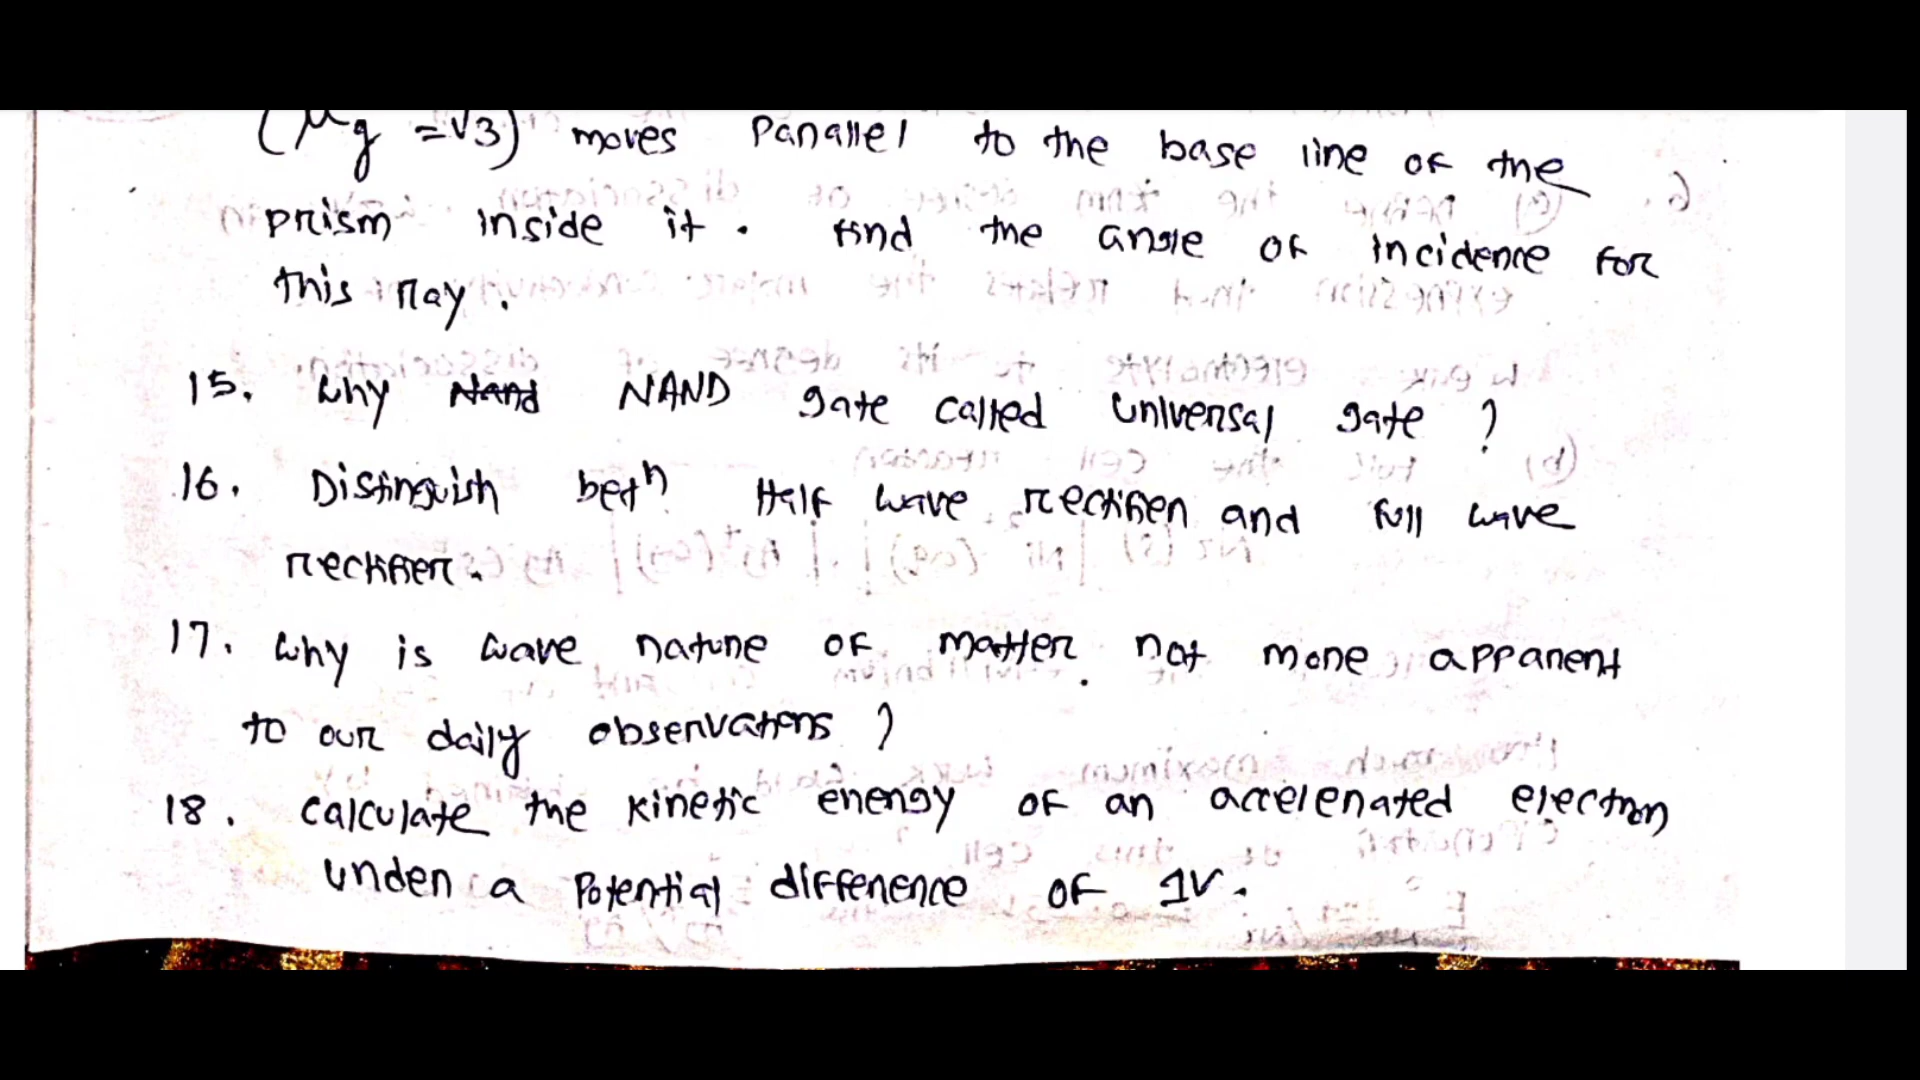 (μg = √3) moves parallel to the base line of the
prism inside it. Find the angle of incidence for
this ray.
15. Why Nand NAND gate called universal gate ?
16. Distinguish betn Half wave rectifier and full wave
rectifier.
17. Why is wave nature of matter not more apparent
to our daily observations ?
18. Calculate the kinetic energy of an accelerated electron
under a potential difference of 1V.